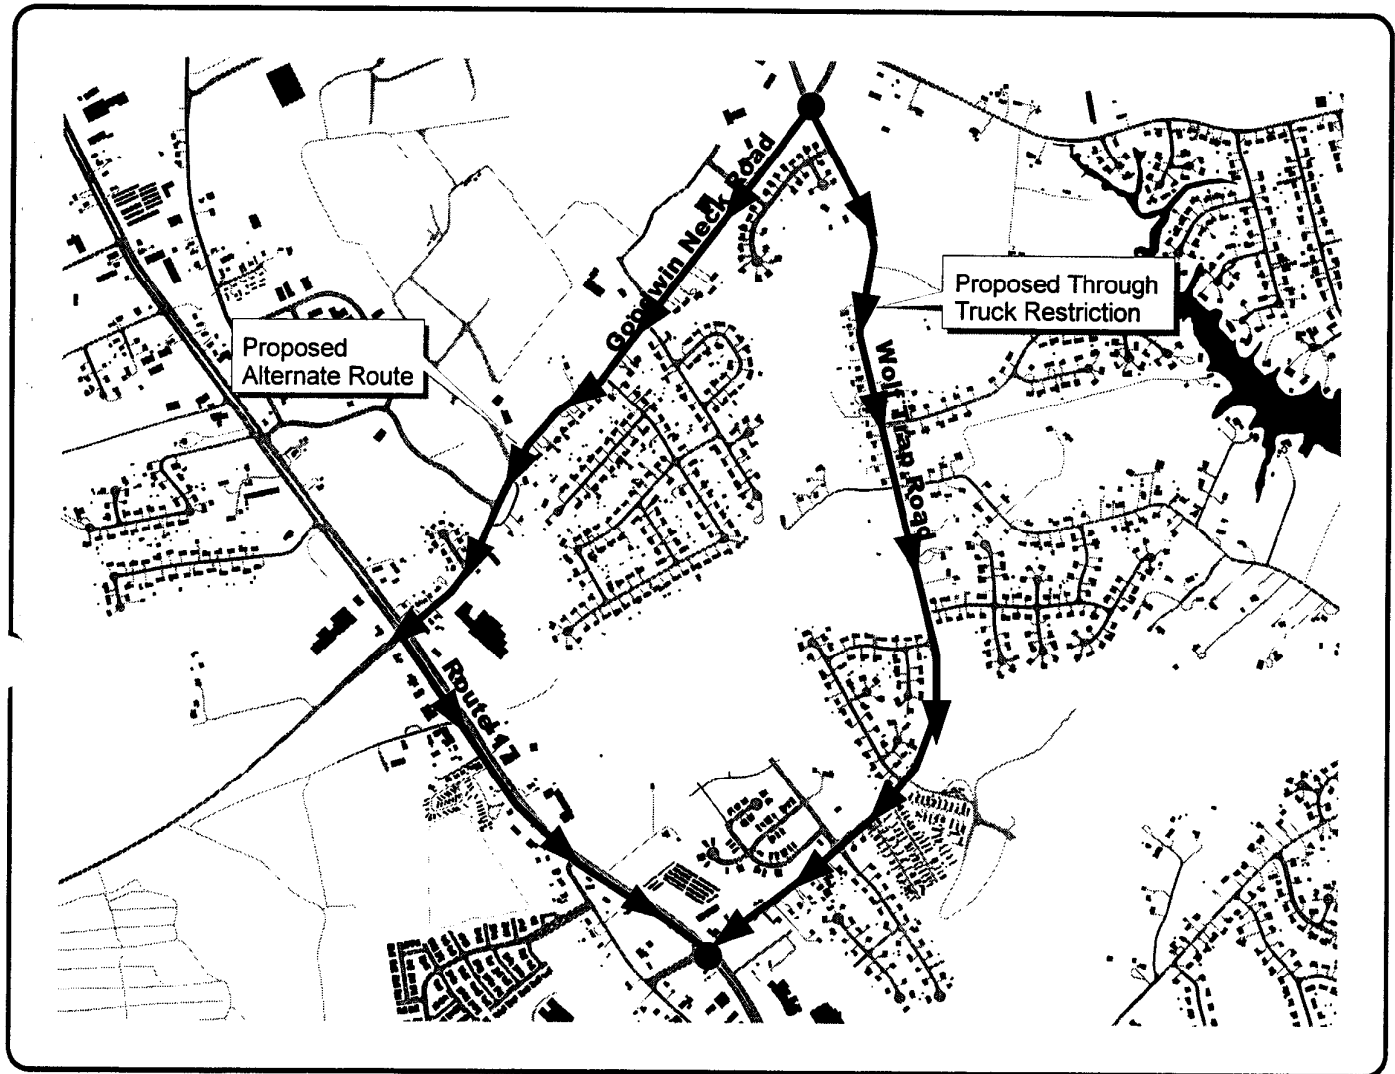 Goodwin Neck Road
Proposed Through
Truck Restriction
Proposed
Alternate Route
Wolf Trap Road
Route 17